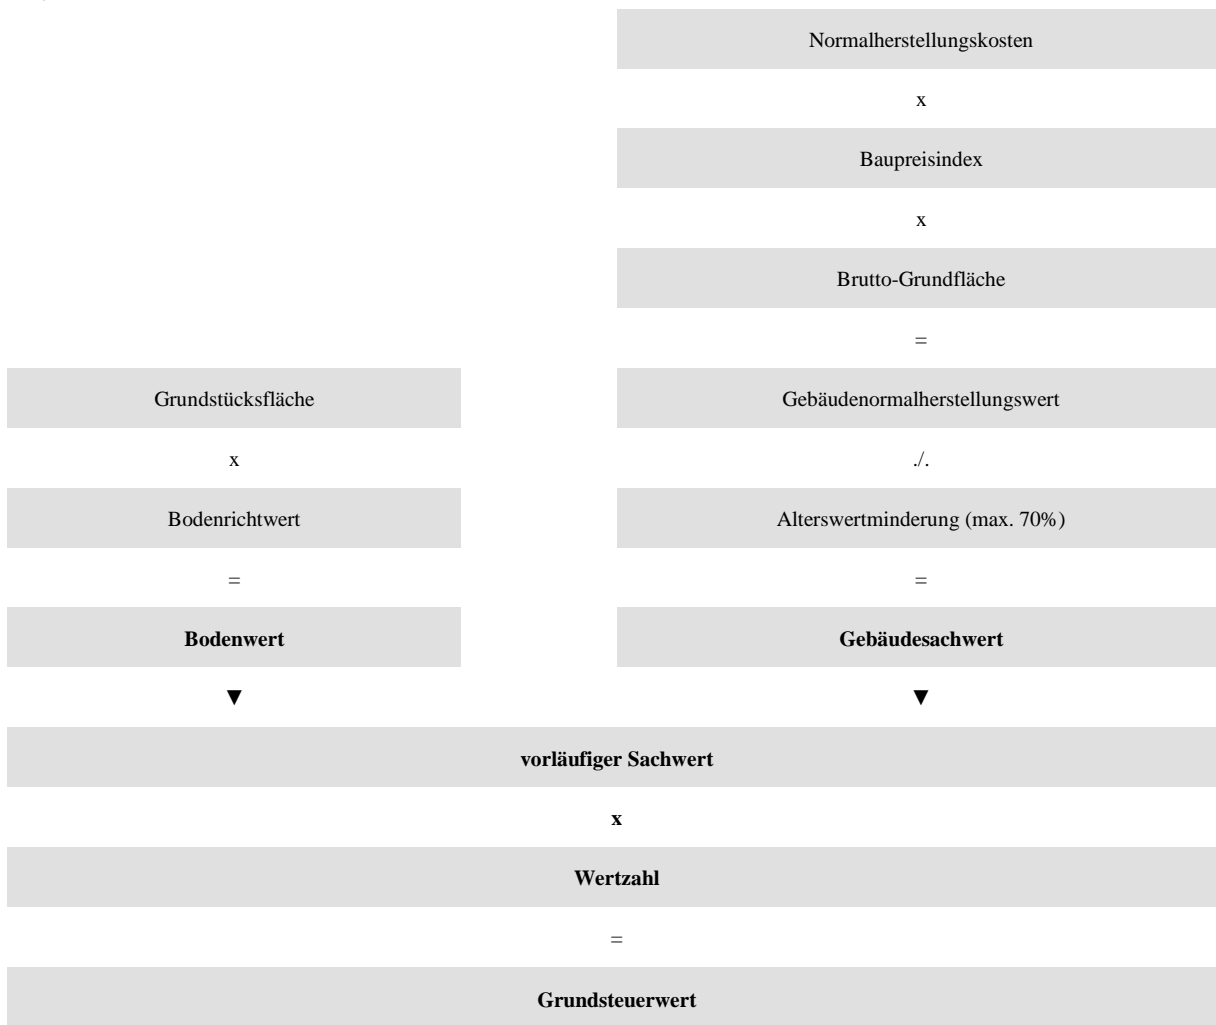 Normalherstellungskosten
x
Baupreisindex
x
Brutto-Grundfläche
=
Grundstücksfläche
x
Bodenrichtwert
=
Bodenwert
▼
Gebäudenormalherstellungswert
./.
Alterswertminderung (max. 70%)
=
Gebäudesachwert
▼
vorläufiger Sachwert
x
Wertzahl
=
Grundsteuerwert